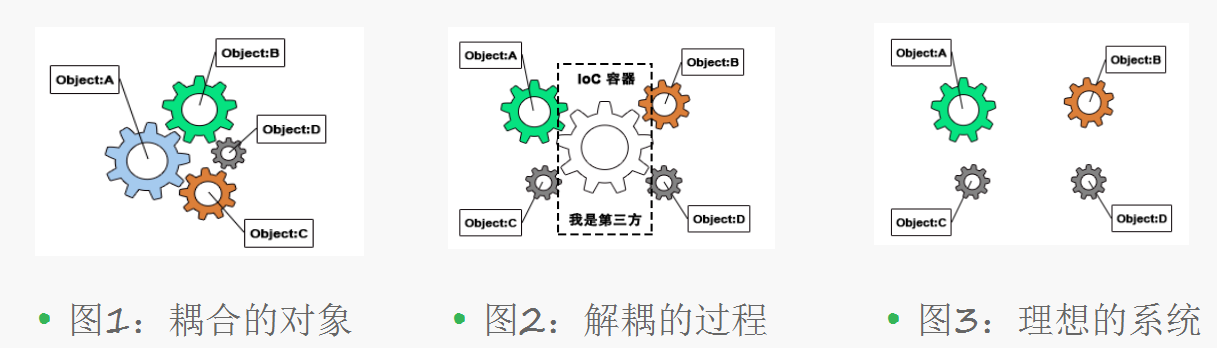 Object:A
Object:B
Object:D
Object:C
Object:A
IoC 容器
Object:B
Object:C
我是第三方
Object:D
Object:A
Object:B
Object:C
Object:D
• 图1：耦合的对象
• 图2：解耦的过程
• 图3：理想的系统